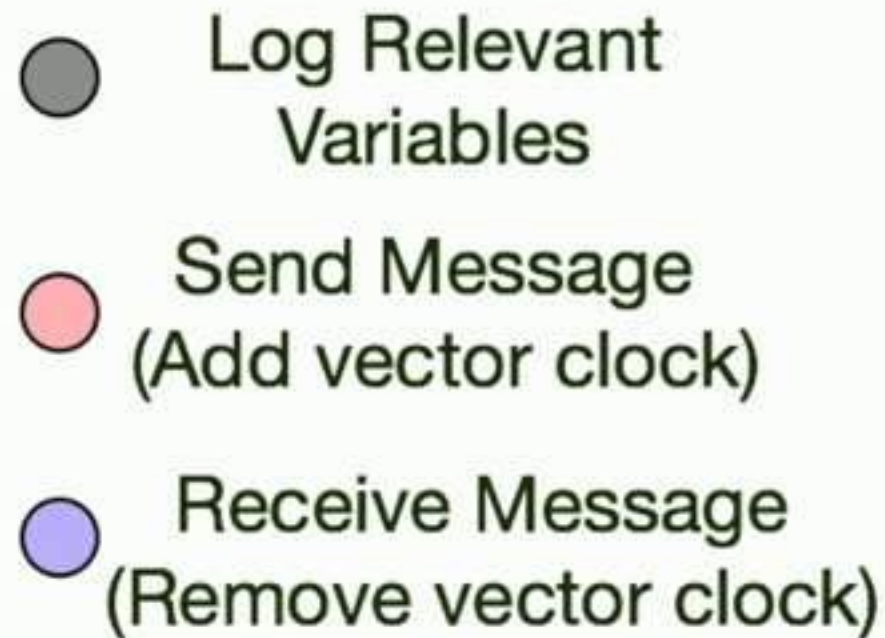 Log Relevant
Variables
Send Message
(Add vector clock)
Receive Message
(Remove vector clock)